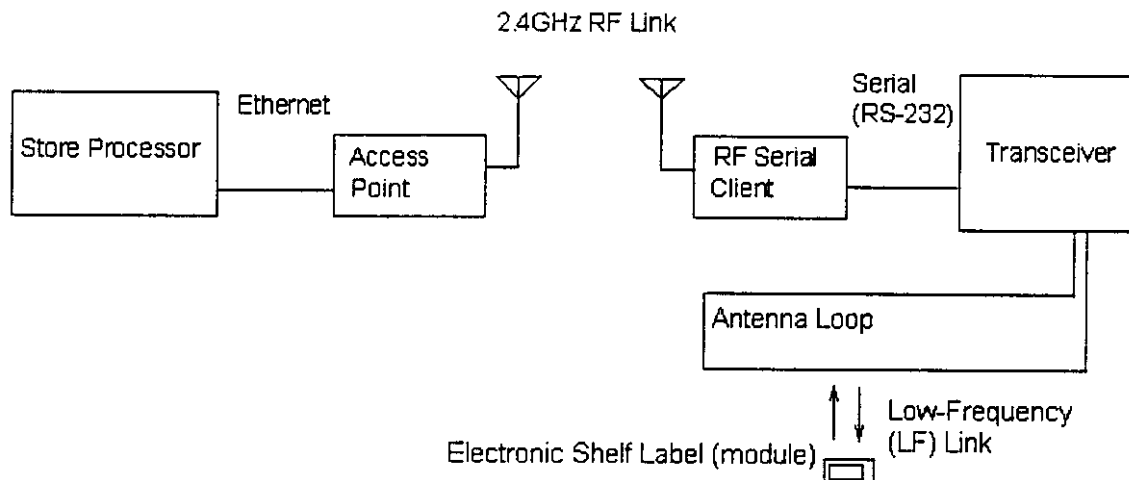 2.4GHz RF Link
Store Processor
Ethernet
Access
Point
RF Serial
Client
Serial
(RS-232)
Transceiver
Antenna Loop
Low-Frequency
(LF) Link
Electronic Shelf Label (module)